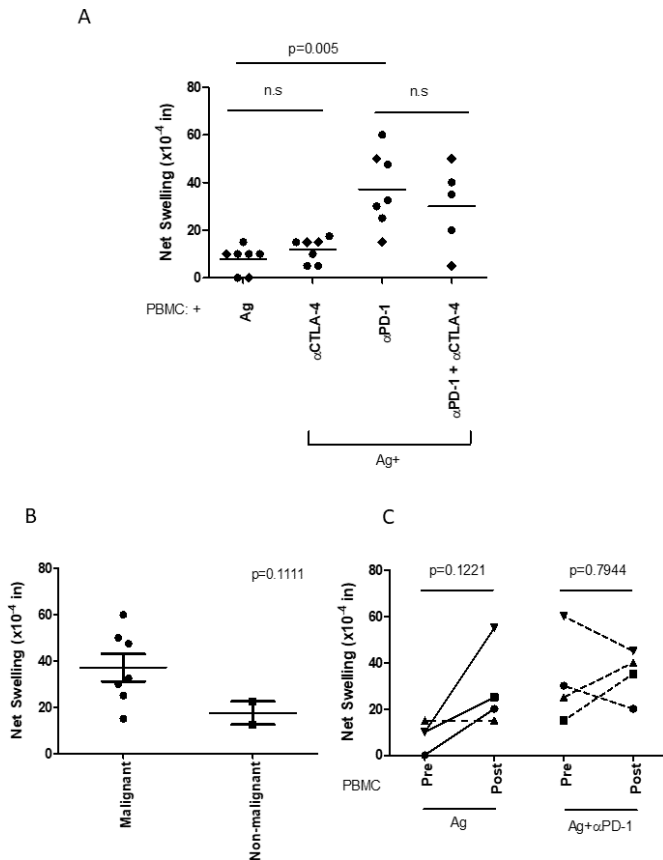 A
p=0.005
n.s
n.s
Net Swelling (x10⁻⁴ in)
80
60
40
20
0
PBMC: +
Ag
αCTLA-4
αPD-1
αPD-1 + αCTLA-4
Ag+
B
p=0.1111
Net Swelling (x10⁻⁴ in)
80
60
40
20
0
Malignant
Non-malignant
C
p=0.1221
p=0.7944
Net Swelling (x10⁻⁴ in)
80
60
40
20
0
PBMC
Pre
Post
Pre
Post
Ag
Ag+αPD-1